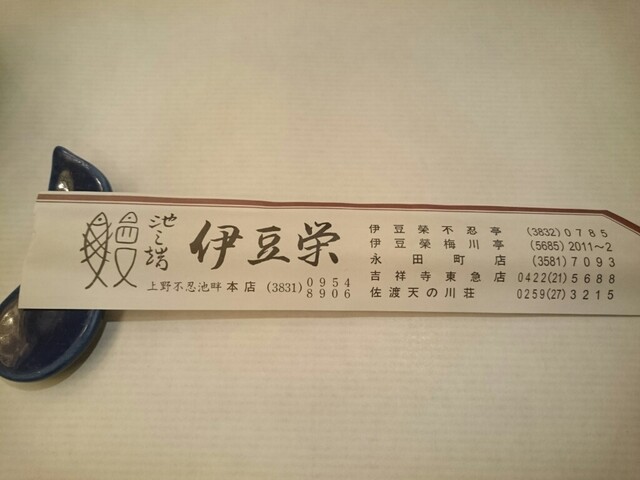 池之端
伊豆栄
上野不忍池畔 本店 (3831) 0954
8906
伊豆榮不忍亭 (3832) 0785
伊豆榮梅川亭 (5685) 2011~2
永田町店 (3581) 7093
吉祥寺東急店 0422(21) 5688
佐渡天の川荘 0259(27) 3215